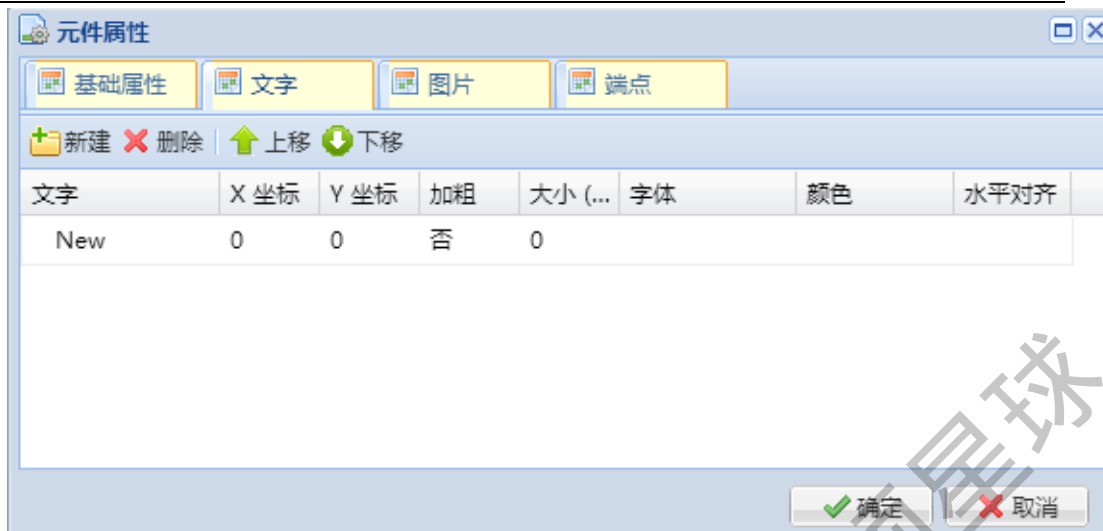 元件属性
基础属性 文字 图片 端点
新建 删除 上移 下移
文字 X 坐标 Y 坐标 加粗 大小 (... 字体 颜色 水平对齐
New 0 0 否 0
确定 取消
星球